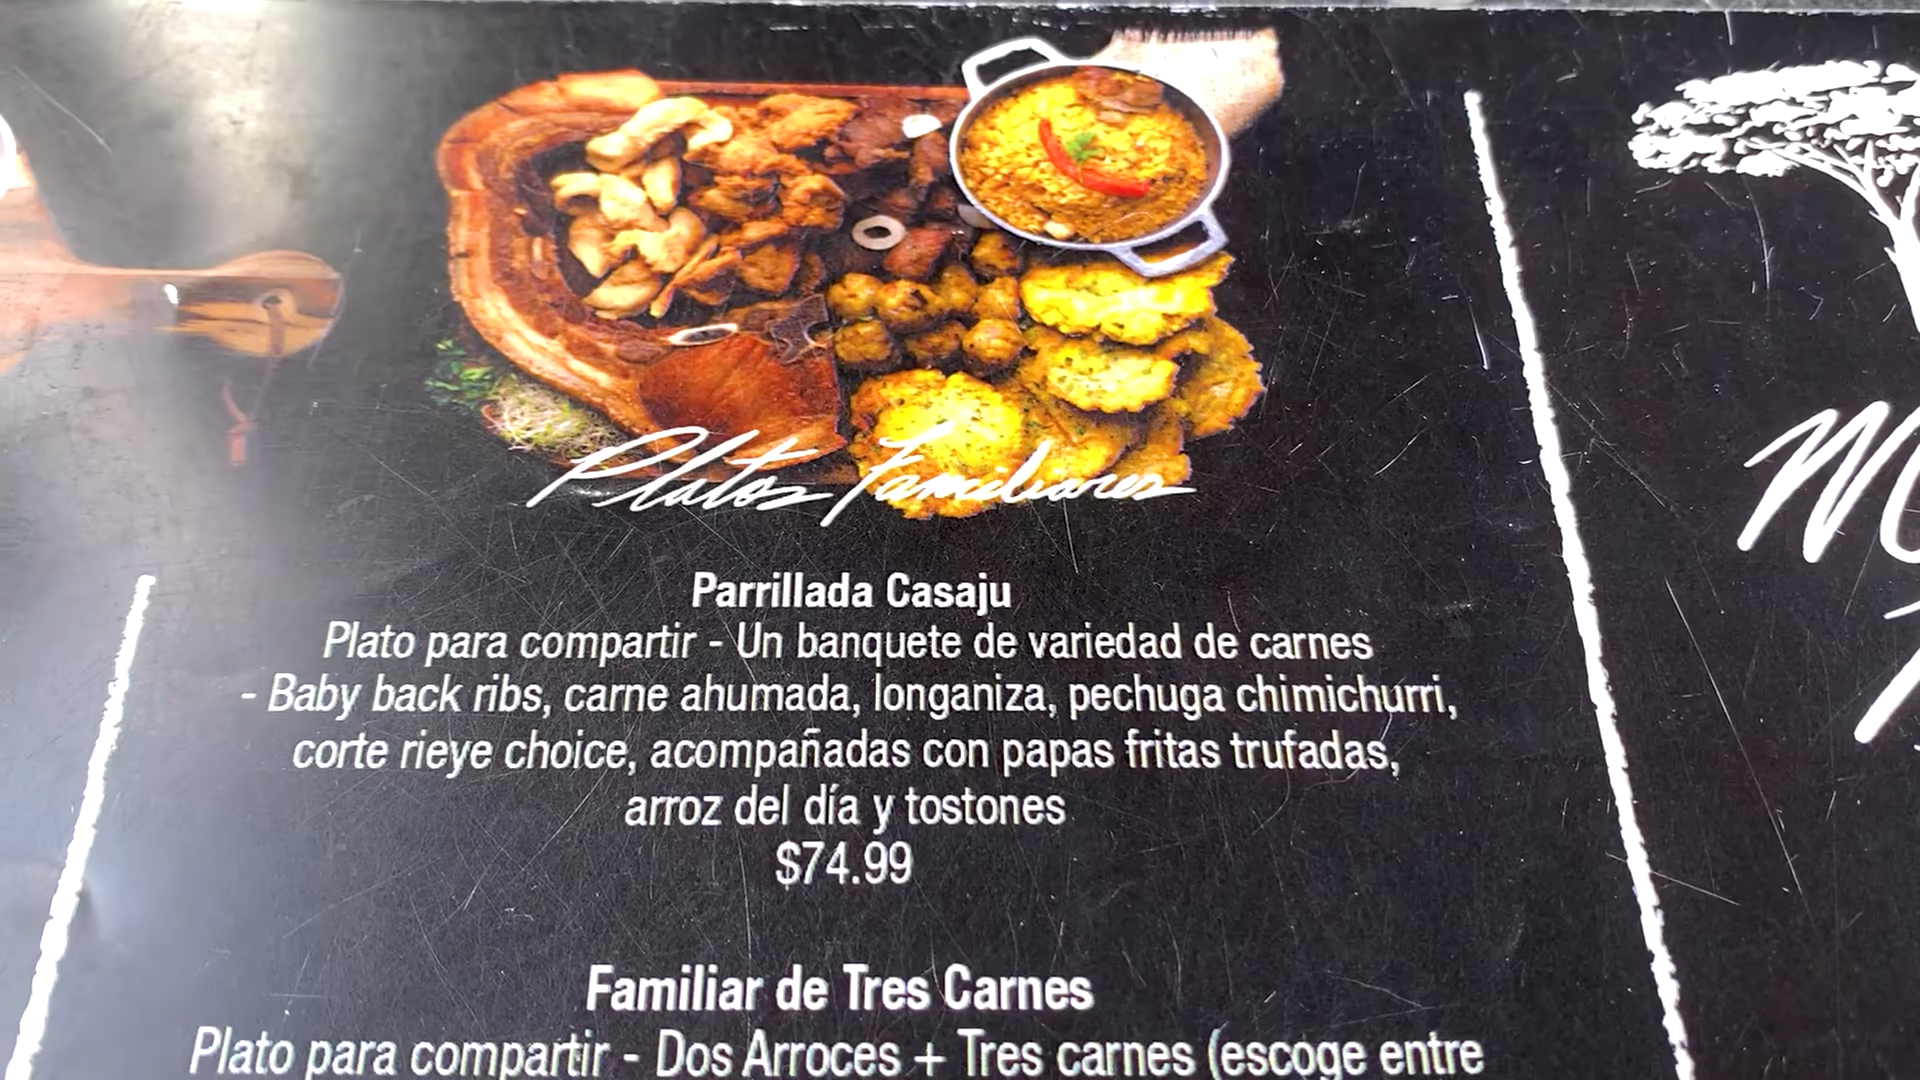 Platos Familiares
Parrillada Casaju
Plato para compartir - Un banquete de variedad de carnes
- Baby back ribs, carne ahumada, longaniza, pechuga chimichurri,
corte rieye choice, acompañadas con papas fritas trufadas,
arroz del día y tostones
$74.99
Familiar de Tres Carnes
Plato para compartir - Dos Arroces + Tres carnes (escoge entre